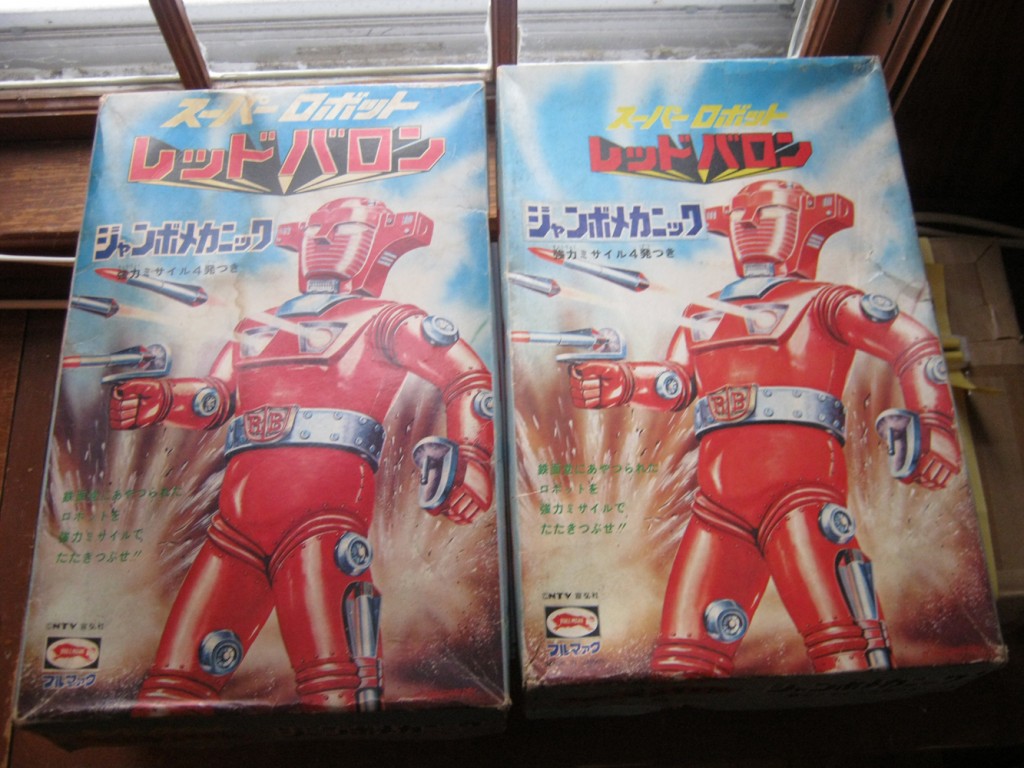 スーパー ロボット
レッドバロン
ジャンボメカニック
強力ミサイル4発つき
RB
鉄面党にあやつられた
ロボットを
強力ミサイルで
たたきつぶせ!!
©NTV 宣弘社
ブルマァク
スーパー ロボット
レッドバロン
ジャンボメカニック
強力ミサイル4発つき
RB
鉄面党にあやつられた
ロボットを
強力ミサイルで
たたきつぶせ!!
©NTV 宣弘社
BULLMARK
ブルマァク